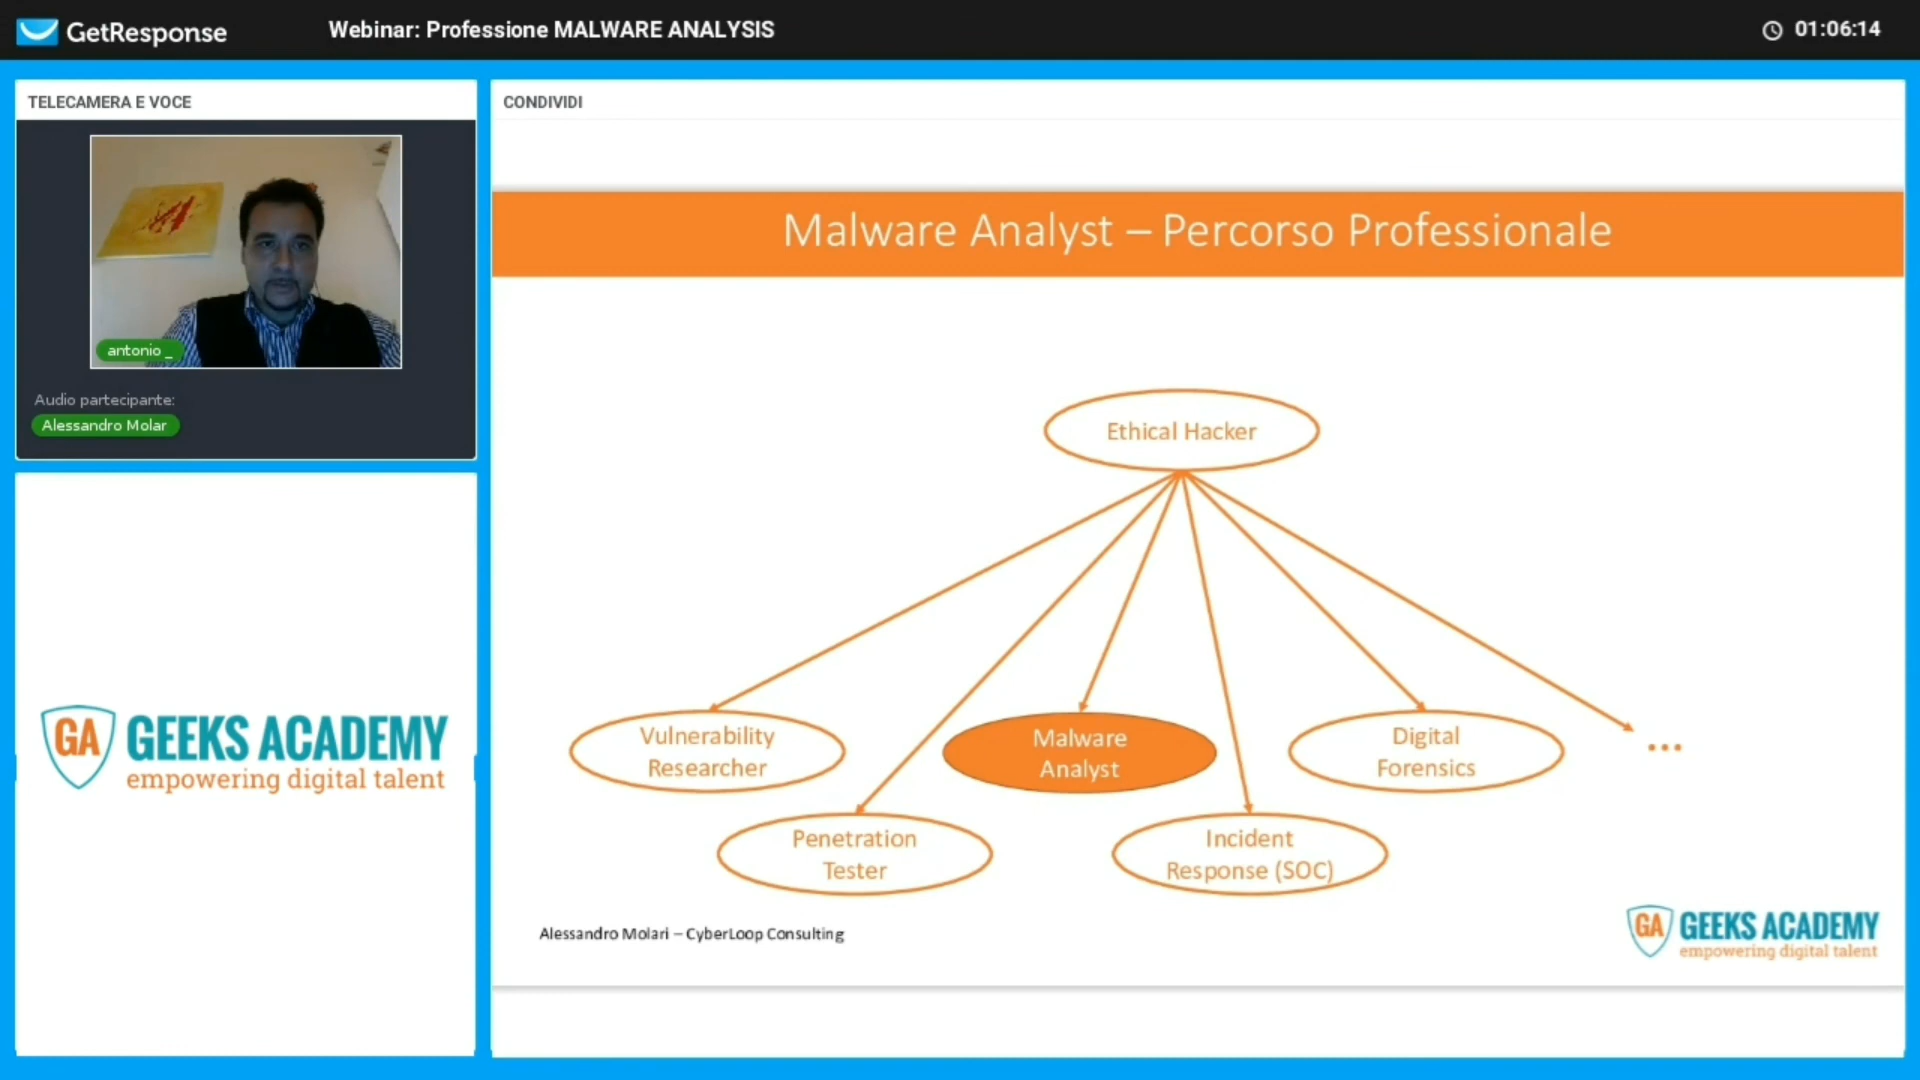 GetResponse
Webinar: Professione MALWARE ANALYSIS
01:06:14
TELECAMERA E VOCE
antonio _
Audio partecipante:
Alessandro Molar
GA GEEKS ACADEMY
empowering digital talent
CONDIVIDI
Malware Analyst – Percorso Professionale
Ethical Hacker
Vulnerability
Researcher
Malware
Analyst
Digital
Forensics
...
Penetration
Tester
Incident
Response (SOC)
Alessandro Molari – CyberLoop Consulting
GA GEEKS ACADEMY
empowering digital talent